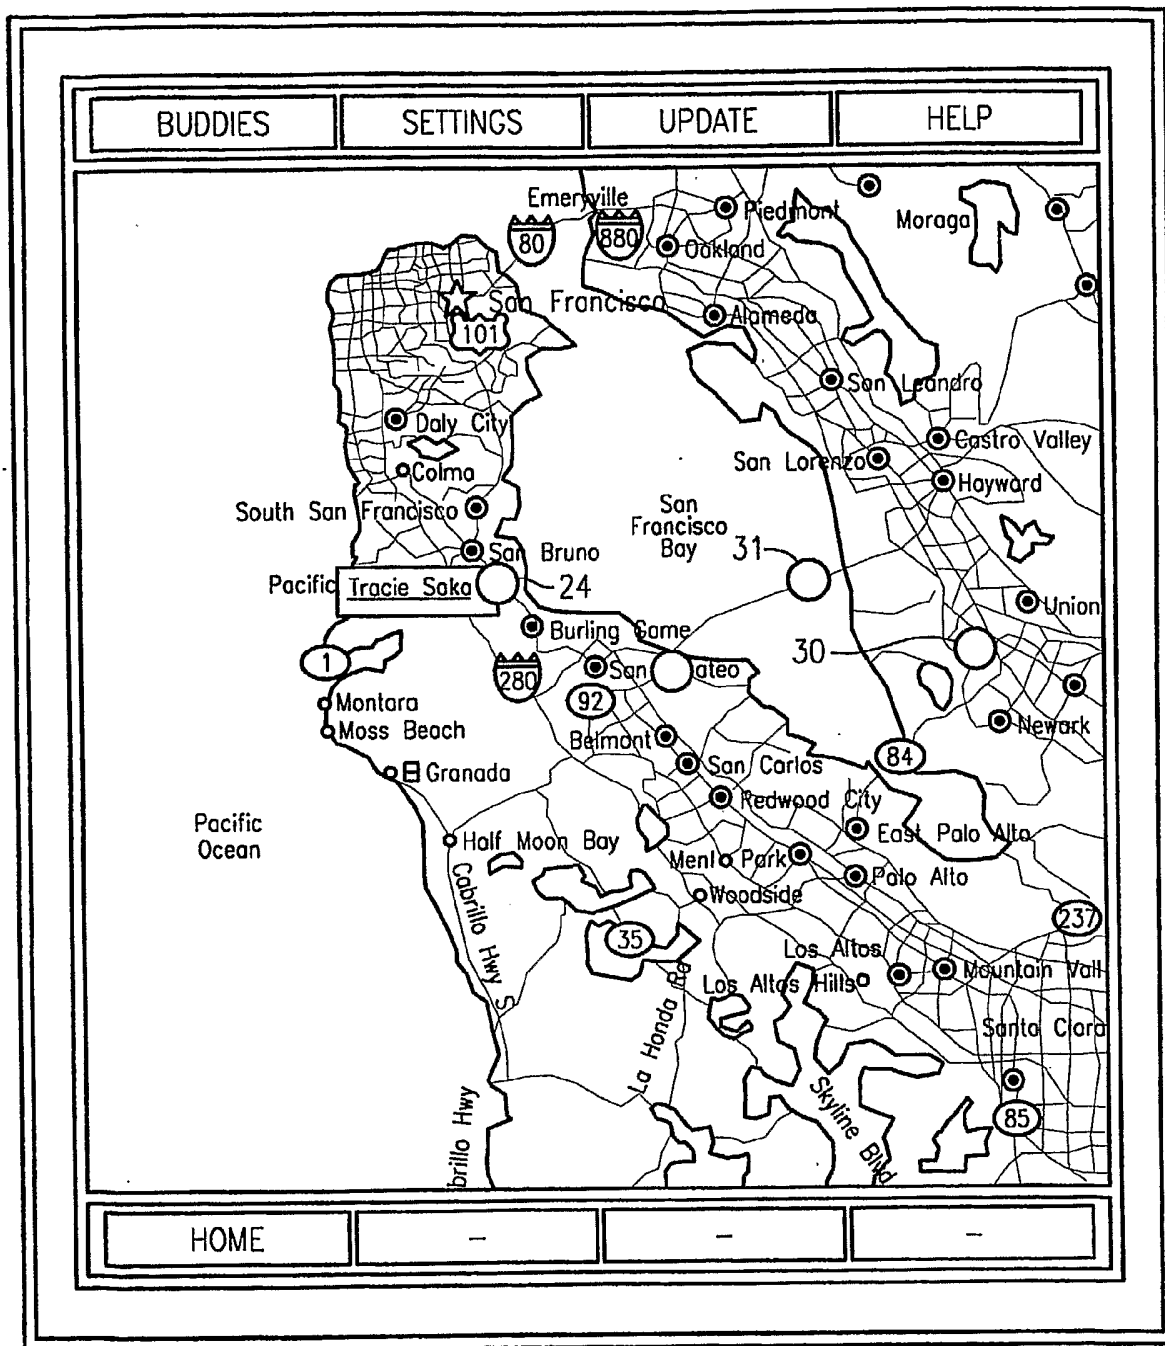 BUDDIES
SETTINGS
UPDATE
HELP
Emeryville
80
880
Piedmont
Moraga
Oakland
San Francisco
101
Alameda
San Leandro
Daly City
Castro Valley
Colma
San Lorenzo
Hayward
South San Francisco
San
Francisco
Bay
31
San Bruno
Pacific
Tracie Saka
24
Union
Burling Game
30
1
280
San
ateo
92
Montara
Moss Beach
Newark
Belmont
84
San Carlos
Granada
Redwood City
Pacific
Ocean
East Palo Alto
Half Moon Bay
Menl Park
Palo Alto
Woodside
Cabrillo Hwy S
237
35
Los Altos
Los Altos Hills
Mountain Vall
La Honda Rd
Santa Clara
Skyline Blvd
85
brillo Hwy
HOME
–
–
–